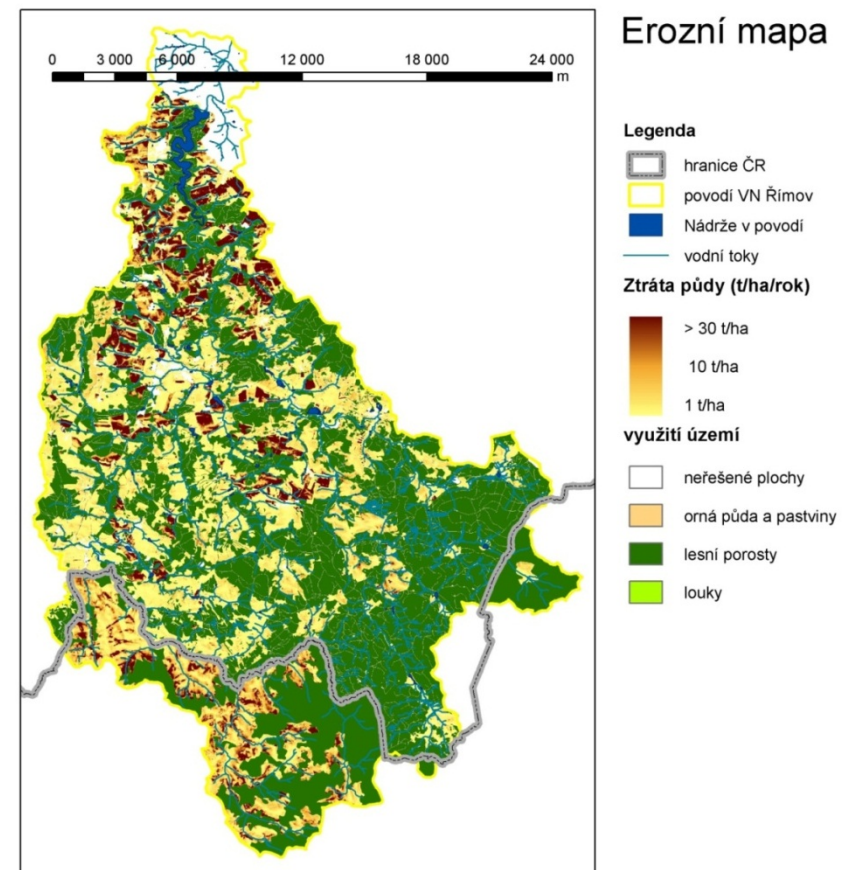 Erozní mapa
0 3 000 6 000 12 000 18 000 24 000
m
Legenda
hranice ČR
povodí VN Římov
Nádrže v povodí
vodní toky
Ztráta půdy (t/ha/rok)
> 30 t/ha
10 t/ha
1 t/ha
využití území
neřešené plochy
orná půda a pastviny
lesní porosty
louky